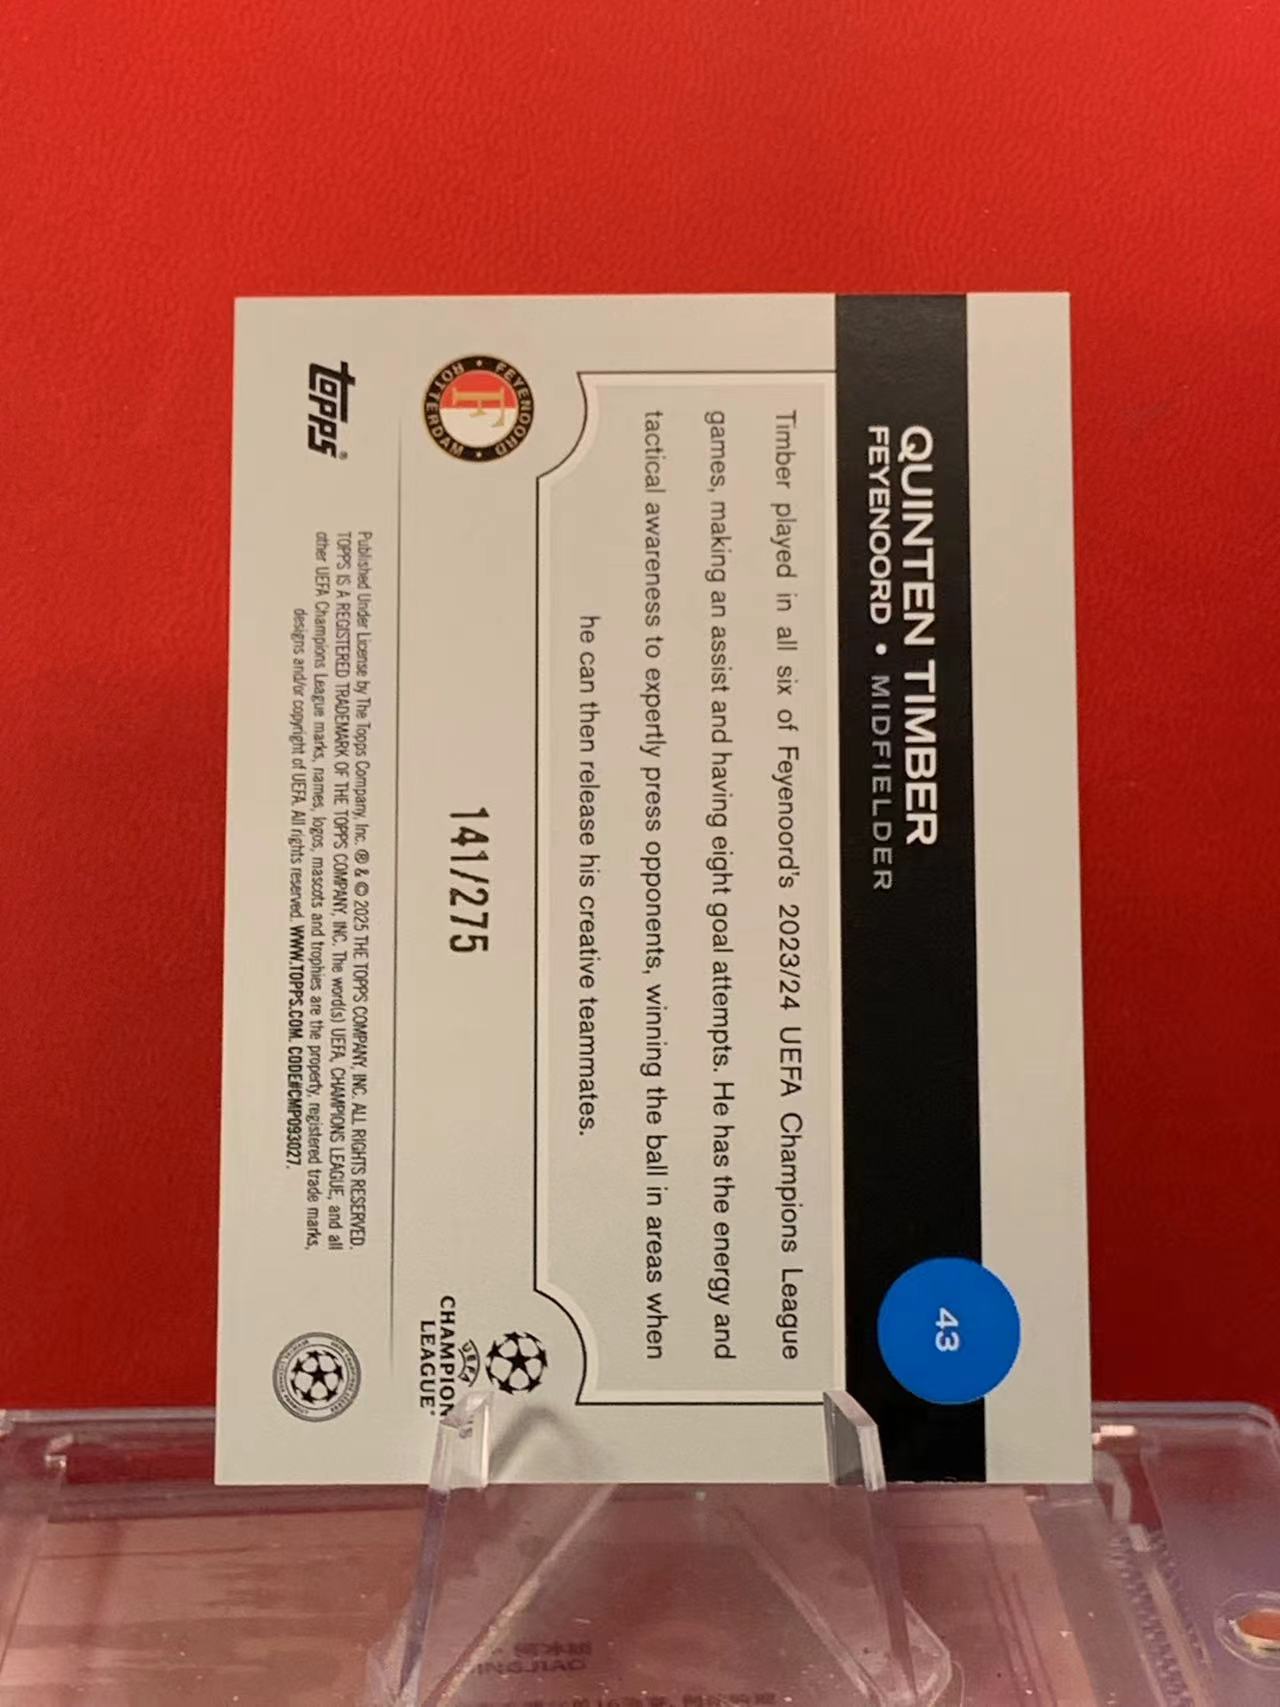 QUINTEN TIMBER
FEYENOORD • MIDFIELDER
43
Timber played in all six of Feyenoord's 2023/24 UEFA Champions League
games, making an assist and having eight goal attempts. He has the energy and
tactical awareness to expertly press opponents, winning the ball in areas when
he can then release his creative teammates.
FEYENOORD
ROTTERDAM
F
141/275
UEFA
CHAMPIONS
LEAGUE®
topps®
Published Under License by The Topps Company, Inc. ® & © 2025 THE TOPPS COMPANY, INC. ALL RIGHTS RESERVED.
TOPPS IS A REGISTERED TRADEMARK OF THE TOPPS COMPANY, INC. The word(s) UEFA, CHAMPIONS LEAGUE, and all
other UEFA Champions League marks, names, logos, mascots and trophies are the property, registered trade marks,
designs and/or copyright of UEFA. All rights reserved. WWW.TOPPS.COM. CODE#CMP093027.